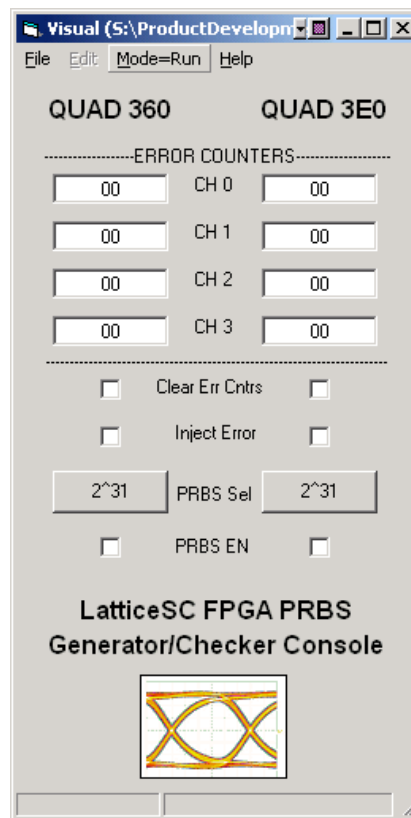 Visual (S:\ProductDevelopm
File Edit Mode=Run Help
QUAD 360 QUAD 3E0
ERROR COUNTERS
00 CH 0 00
00 CH 1 00
00 CH 2 00
00 CH 3 00
Clear Err Cntrs
Inject Error
2^31 PRBS Sel 2^31
PRBS EN
LatticeSC FPGA PRBS
Generator/Checker Console